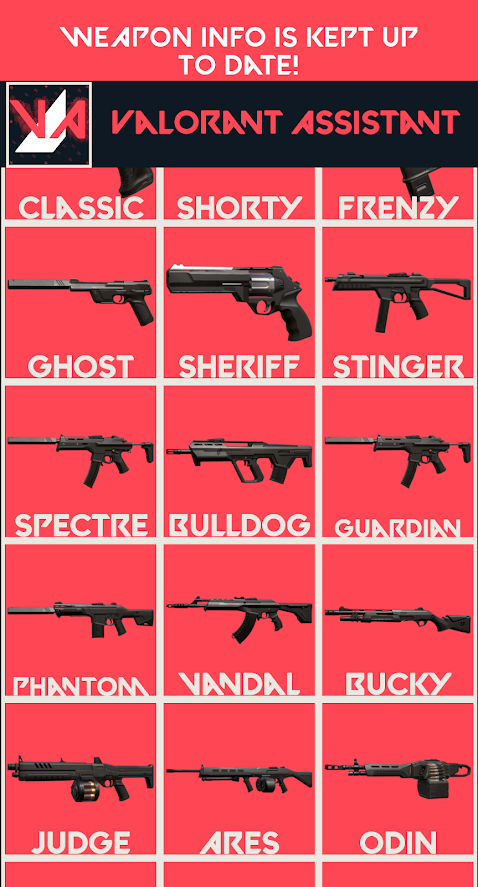 WEAPON INFO IS KEPT UP
TO DATE!
VA
VALORANT ASSISTANT
CLASSIC SHORTY FRENZY
GHOST SHERIFF STINGER
SPECTRE BULLDOG GUARDIAN
PHANTOM VANDAL BUCKY
JUDGE ARES ODIN